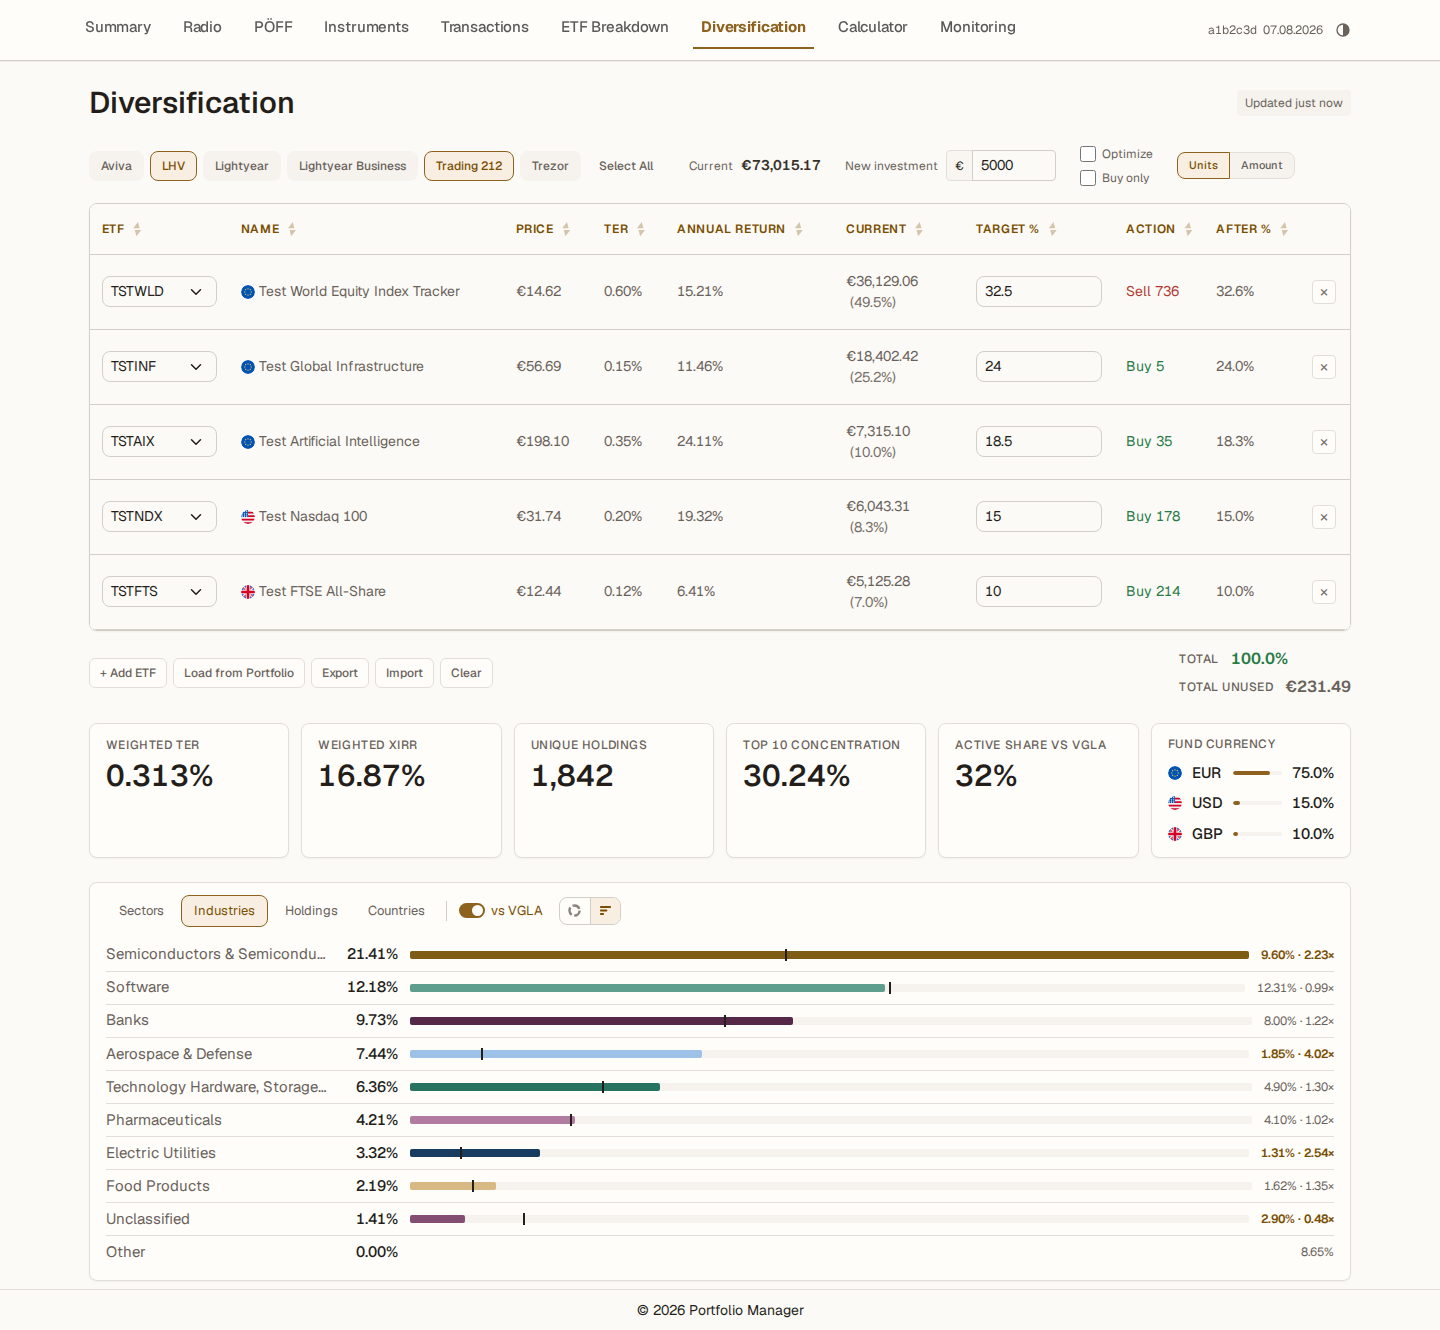 Summary Radio PÖFF Instruments Transactions ETF Breakdown Diversification Calculator Monitoring a1b2c3d 07.08.2026
Diversification Updated just now
Aviva LHV Lightyear Lightyear Business Trading 212 Trezor Select All Current €73,015.17 New investment € 5000 Optimize Buy only Units Amount
ETF NAME PRICE TER ANNUAL RETURN CURRENT TARGET % ACTION AFTER %
TSTWLD Test World Equity Index Tracker €14.62 0.60% 15.21% €36,129.06 (49.5%) 32.5 Sell 736 32.6% ×
TSTINF Test Global Infrastructure €56.69 0.15% 11.46% €18,402.42 (25.2%) 24 Buy 5 24.0% ×
TSTAIX Test Artificial Intelligence €198.10 0.35% 24.11% €7,315.10 (10.0%) 18.5 Buy 35 18.3% ×
TSTNDX Test Nasdaq 100 €31.74 0.20% 19.32% €6,043.31 (8.3%) 15 Buy 178 15.0% ×
TSTFTS Test FTSE All-Share €12.44 0.12% 6.41% €5,125.28 (7.0%) 10 Buy 214 10.0% ×
+ Add ETF Load from Portfolio Export Import Clear
TOTAL 100.0%
TOTAL UNUSED €231.49
WEIGHTED TER
0.313%
WEIGHTED XIRR
16.87%
UNIQUE HOLDINGS
1,842
TOP 10 CONCENTRATION
30.24%
ACTIVE SHARE VS VGLA
32%
FUND CURRENCY
EUR 75.0%
USD 15.0%
GBP 10.0%
Sectors Industries Holdings Countries vs VGLA
Semiconductors & Semicondu... 21.41% 9.60% · 2.23×
Software 12.18% 12.31% · 0.99×
Banks 9.73% 8.00% · 1.22×
Aerospace & Defense 7.44% 1.85% · 4.02×
Technology Hardware, Storage... 6.36% 4.90% · 1.30×
Pharmaceuticals 4.21% 4.10% · 1.02×
Electric Utilities 3.32% 1.31% · 2.54×
Food Products 2.19% 1.62% · 1.35×
Unclassified 1.41% 2.90% · 0.48×
Other 0.00% 8.65%
© 2026 Portfolio Manager